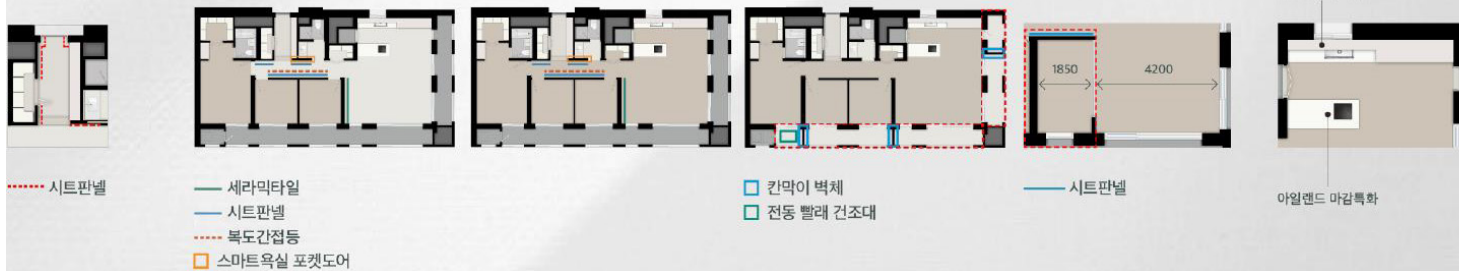 1850
4200
시트판넬
세라믹타일
시트판넬
복도간접등
스마트욕실 포켓도어
칸막이 벽체
전동 빨래 건조대
시트판넬
아일랜드 마감특화